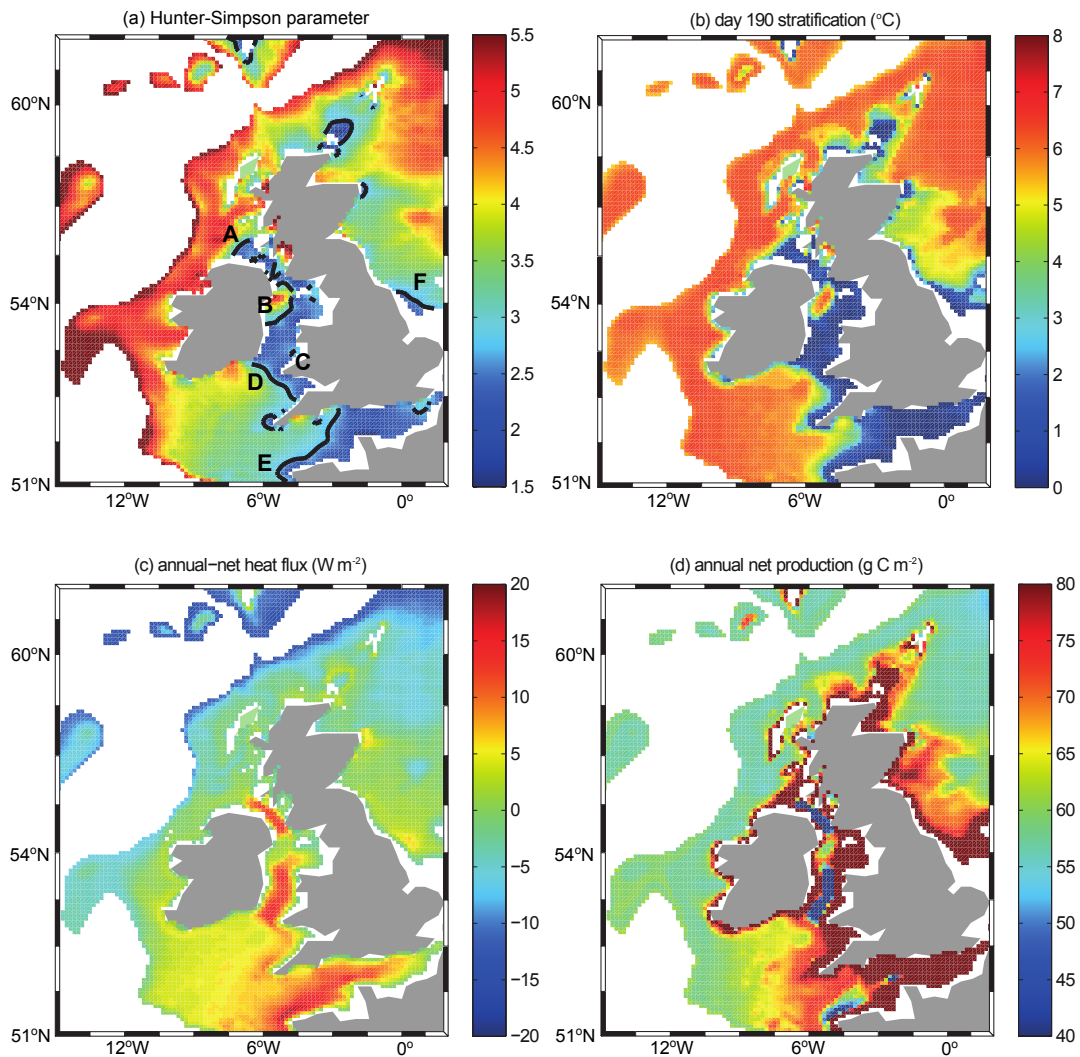 (a) Hunter-Simpson parameter
60°N
54°N
51°N
12°W
6°W
0°
A
B
C
D
E
F
5.5
5
4.5
4
3.5
3
2.5
2
1.5
(b) day 190 stratification (°C)
60°N
54°N
51°N
12°W
6°W
0°
8
7
6
5
4
3
2
1
0
(c) annual−net heat flux (W m-2)
60°N
54°N
51°N
12°W
6°W
0°
20
15
10
5
0
−5
−10
−15
−20
(d) annual net production (g C m-2)
60°N
54°N
51°N
12°W
6°W
0°
80
75
70
65
60
55
50
45
40